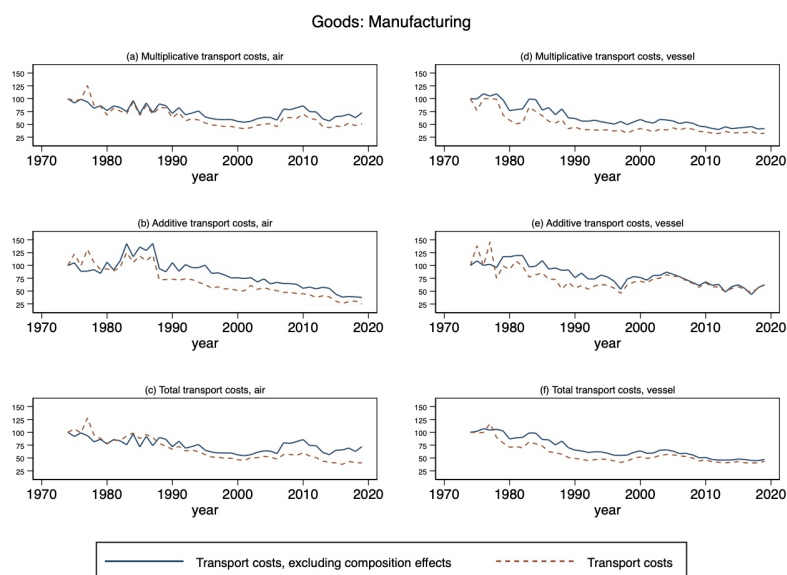 Goods: Manufacturing
(a) Multiplicative transport costs, air
150
125
100
75
50
25
1970 1980 1990 2000 2010 2020
year
(d) Multiplicative transport costs, vessel
150
125
100
75
50
25
1970 1980 1990 2000 2010 2020
year
(b) Additive transport costs, air
150
125
100
75
50
25
1970 1980 1990 2000 2010 2020
year
(e) Additive transport costs, vessel
150
125
100
75
50
25
1970 1980 1990 2000 2010 2020
year
(c) Total transport costs, air
150
125
100
75
50
25
1970 1980 1990 2000 2010 2020
year
(f) Total transport costs, vessel
150
125
100
75
50
25
1970 1980 1990 2000 2010 2020
year
Transport costs, excluding composition effects Transport costs